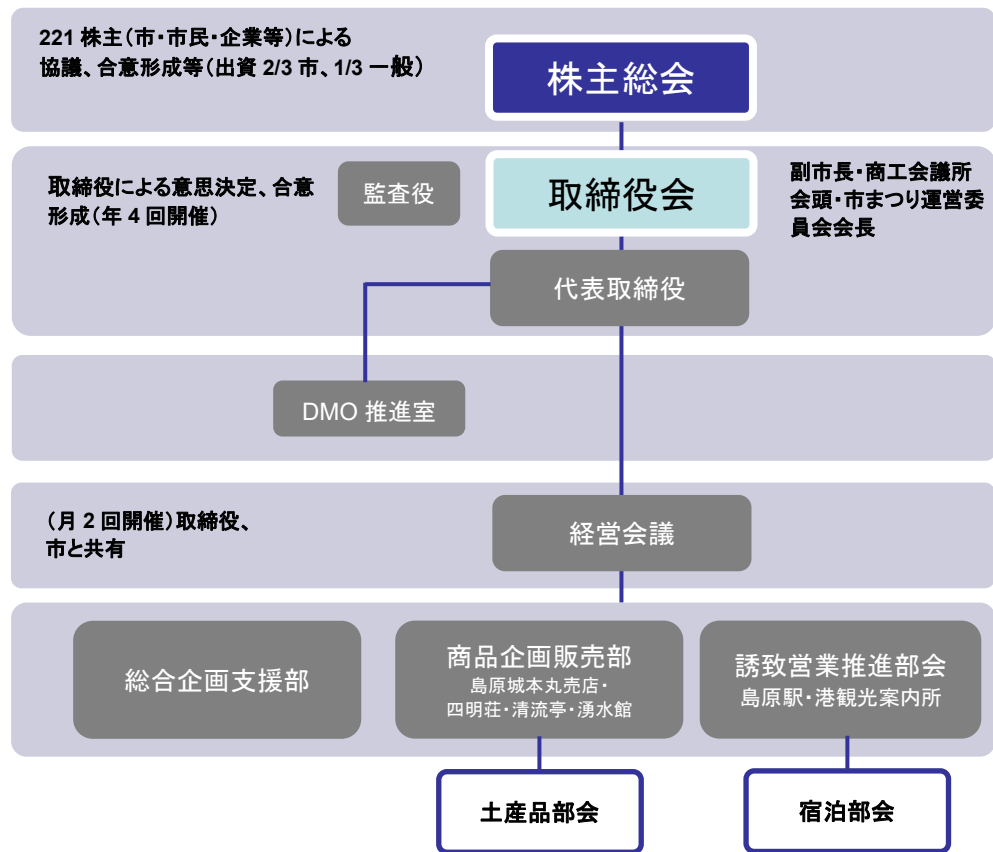 221 株主（市・市民・企業等）による
協議、合意形成等（出資 2/3 市、1/3 一般）
株主総会
取締役による意思決定、合意
形成（年 4 回開催）
監査役
取締役会
副市長・商工会議所
会頭・市まつり運営委
員会会長
代表取締役
DMO 推進室
（月 2 回開催）取締役、
市と共有
経営会議
総合企画支援部
商品企画販売部
島原城本丸売店・
四明荘・清流亭・湧水館
誘致営業推進部会
島原駅・港観光案内所
土産品部会
宿泊部会